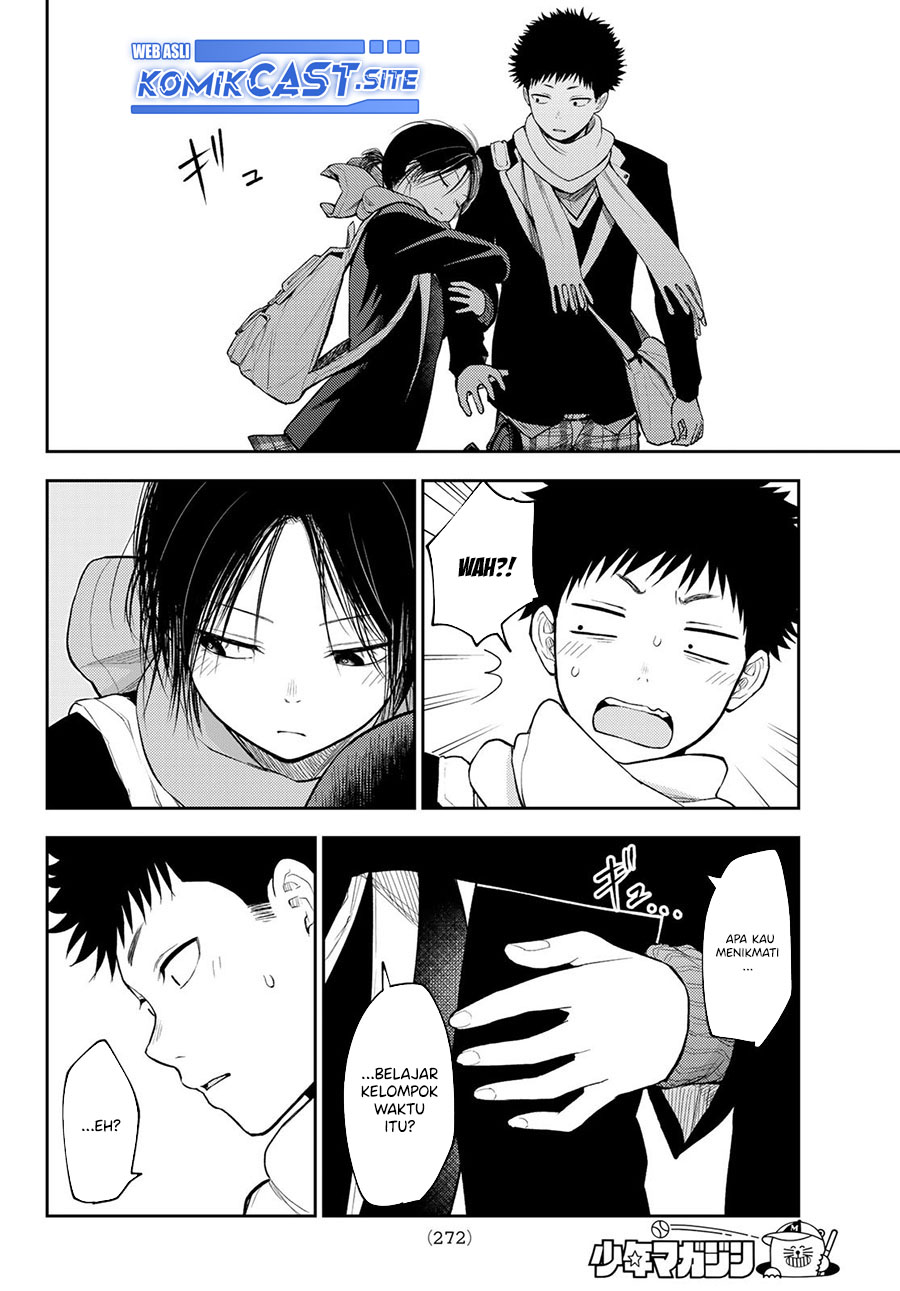 WEB ASLI
KOMIKCAST.SITE
ギュ
WAH?!
ギュ...
APA KAU
MENIKMATI
...
...BELAJAR
KELOMPOK
WAKTU
ITU?
...EH?
(272)
少年マガジン
M